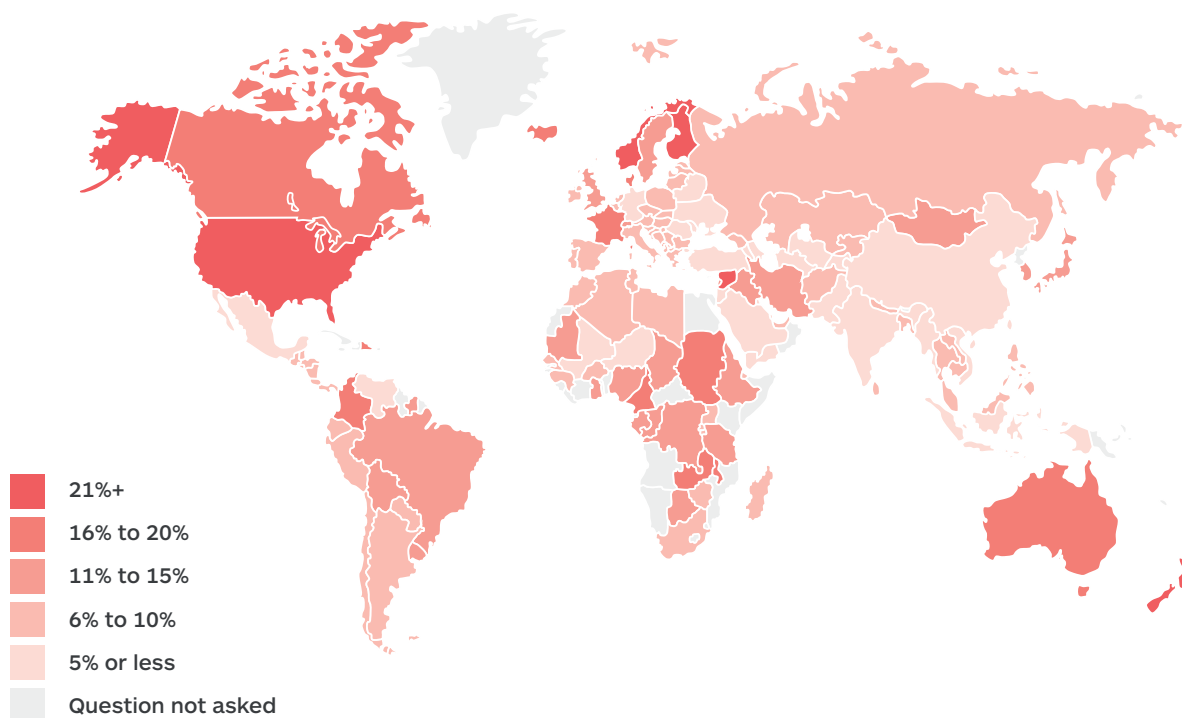 21%+
16% to 20%
11% to 15%
6% to 10%
5% or less
Question not asked